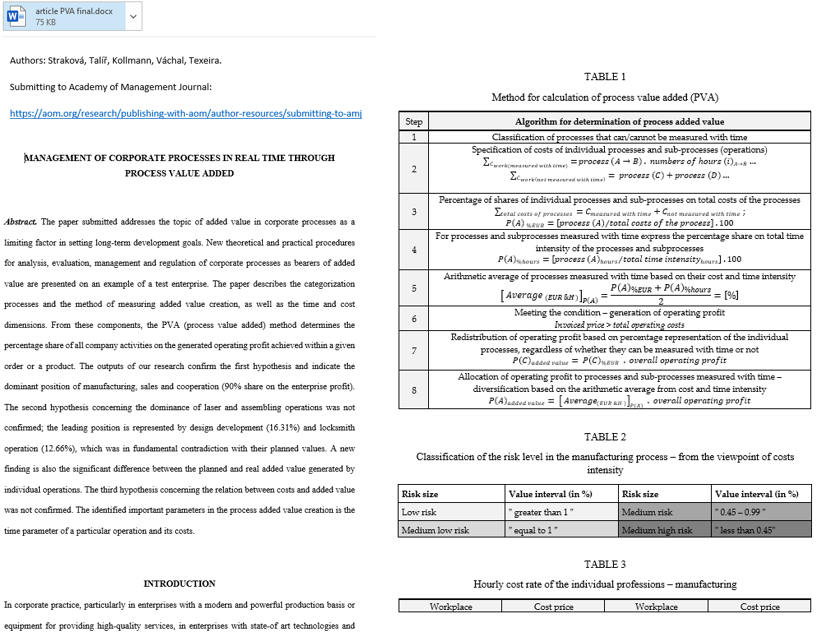 article PVA final.docx
75 KB
Authors: Straková, Talíř, Kollmann, Váchal, Texeira.
Submitting to Academy of Management Journal:
https://aom.org/research/publishing-with-aom/author-resources/submitting-to-amj
MANAGEMENT OF CORPORATE PROCESSES IN REAL TIME THROUGH
PROCESS VALUE ADDED
Abstract. The paper submitted addresses the topic of added value in corporate processes as a
limiting factor in setting long-term development goals. New theoretical and practical procedures
for analysis, evaluation, management and regulation of corporate processes as bearers of added
value are presented on an example of a test enterprise. The paper describes the categorization
processes and the method of measuring added value creation, as well as the time and cost
dimensions. From these components, the PVA (process value added) method determines the
percentage share of all company activities on the generated operating profit achieved within a given
order or a product. The outputs of our research confirm the first hypothesis and indicate the
dominant position of manufacturing, sales and cooperation (90% share on the enterprise profit).
The second hypothesis concerning the dominance of laser and assembling operations was not
confirmed; the leading position is represented by design development (16.31%) and locksmith
operation (12.66%), which was in fundamental contradiction with their planned values. A new
finding is also the significant difference between the planned and real added value generated by
individual operations. The third hypothesis concerning the relation between costs and added value
was not confirmed. The identified important parameters in the process added value creation is the
time parameter of a particular operation and its costs.
INTRODUCTION
In corporate practice, particularly in enterprises with a modern and powerful production basis or
equipment for providing high-quality services, in enterprises with state-of art technologies and
TABLE 1
Method for calculation of process value added (PVA)
Step Algorithm for determination of process added value
1 Classification of processes that can/cannot be measured with time
2 Specification of costs of individual processes and sub-processes (operations)
∑c_work(measured with time) = process (A → B) . numbers of hours (i)_A→B …
∑c_work(not measured with time) = process (C) + process (D) …
3 Percentage of shares of individual processes and sub-processes on total costs of the processes
∑total costs of processes = C_measured with time + C_not measured with time ;
P(A)_%EUR = [process (A)/total costs of the process] . 100
4 For processes and subprocesses measured with time express the percentage share on total time
intensity of the processes and subprocesses
P(A)_%hours = [process (A)_hours/total time intensity_hours] . 100
5 Arithmetic average of processes measured with time based on their cost and time intensity
[Average (EUR &H)]_P(A) = P(A)_%EUR + P(A)_%hours / 2 = [%]
6 Meeting the condition – generation of operating profit
Invoiced price > total operating costs
7 Redistribution of operating profit based on percentage representation of the individual
processes, regardless of whether they can be measured with time or not
P(C)_added value = P(C)_%EUR . overall operating profit
8 Allocation of operating profit to processes and sub-processes measured with time –
diversification based on the arithmetic average from cost and time intensity
P(A)_added value = [Average_(EUR &H)]_P(A) . overall operating profit
TABLE 2
Classification of the risk level in the manufacturing process – from the viewpoint of costs
intensity
Risk size Value interval (in %) Risk size Value interval (in %)
Low risk " greater than 1 " Medium risk " 0.45 – 0.99 "
Medium low risk " equal to 1 " Medium high risk " less than 0.45"
TABLE 3
Hourly cost rate of the individual professions – manufacturing
Workplace Cost price Workplace Cost price